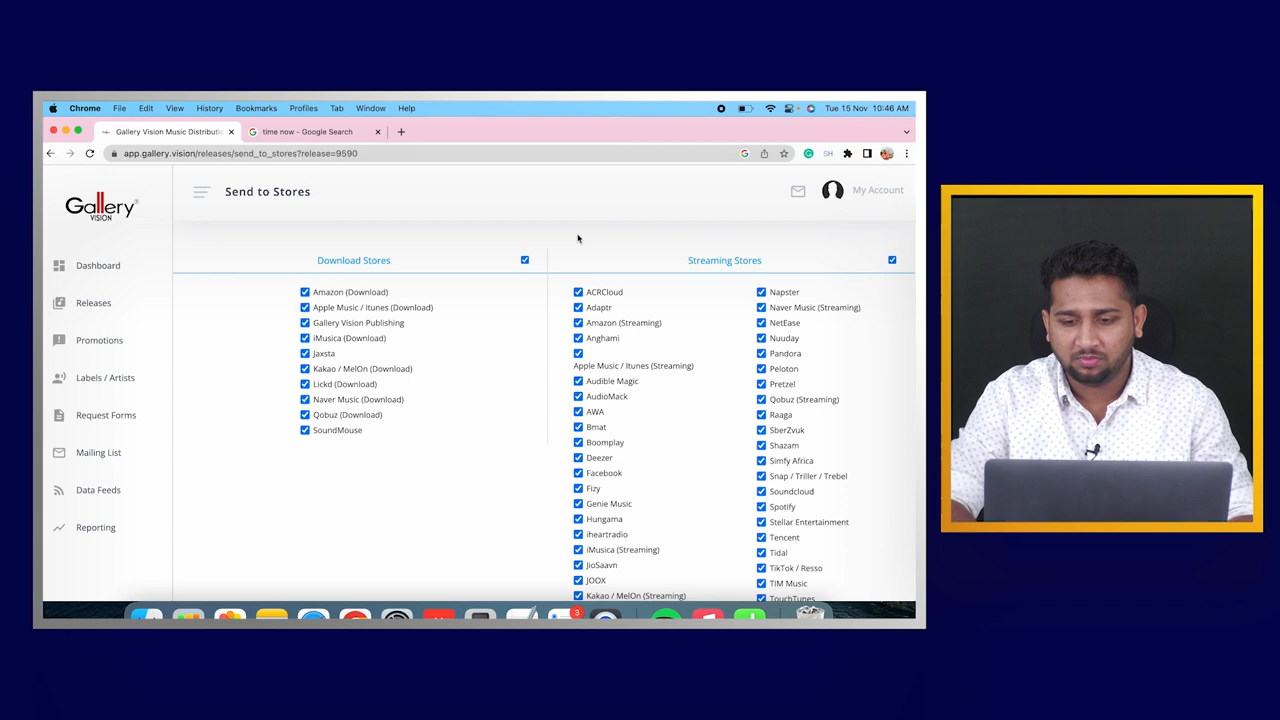 Chrome File Edit View History Bookmarks Profiles Tab Window Help Tue 15 Nov 10:46 AM
Gallery Vision Music Distributic time now - Google Search
app.gallery.vision/releases/send_to_stores?release=9590 SH
Gallery
VISION
Send to Stores
My Account
Dashboard
Releases
Promotions
Labels / Artists
Request Forms
Mailing List
Data Feeds
Reporting
Download Stores
Amazon (Download)
Apple Music / Itunes (Download)
Gallery Vision Publishing
iMusica (Download)
Jaxsta
Kakao / MelOn (Download)
Lickd (Download)
Naver Music (Download)
Qobuz (Download)
SoundMouse
Streaming Stores
ACRCloud
Adaptr
Amazon (Streaming)
Anghami
Apple Music / Itunes (Streaming)
Audible Magic
AudioMack
AWA
Bmat
Boomplay
Deezer
Facebook
Fizy
Genie Music
Hungama
iheartradio
iMusica (Streaming)
JioSaavn
JOOX
Kakao / MelOn (Streaming)
Napster
Naver Music (Streaming)
NetEase
Nuuday
Pandora
Peloton
Pretzel
Qobuz (Streaming)
Raaga
SberZvuk
Shazam
Simfy Africa
Snap / Triller / Trebel
Soundcloud
Spotify
Stellar Entertainment
Tencent
Tidal
TikTok / Resso
TIM Music
TouchTunes
3